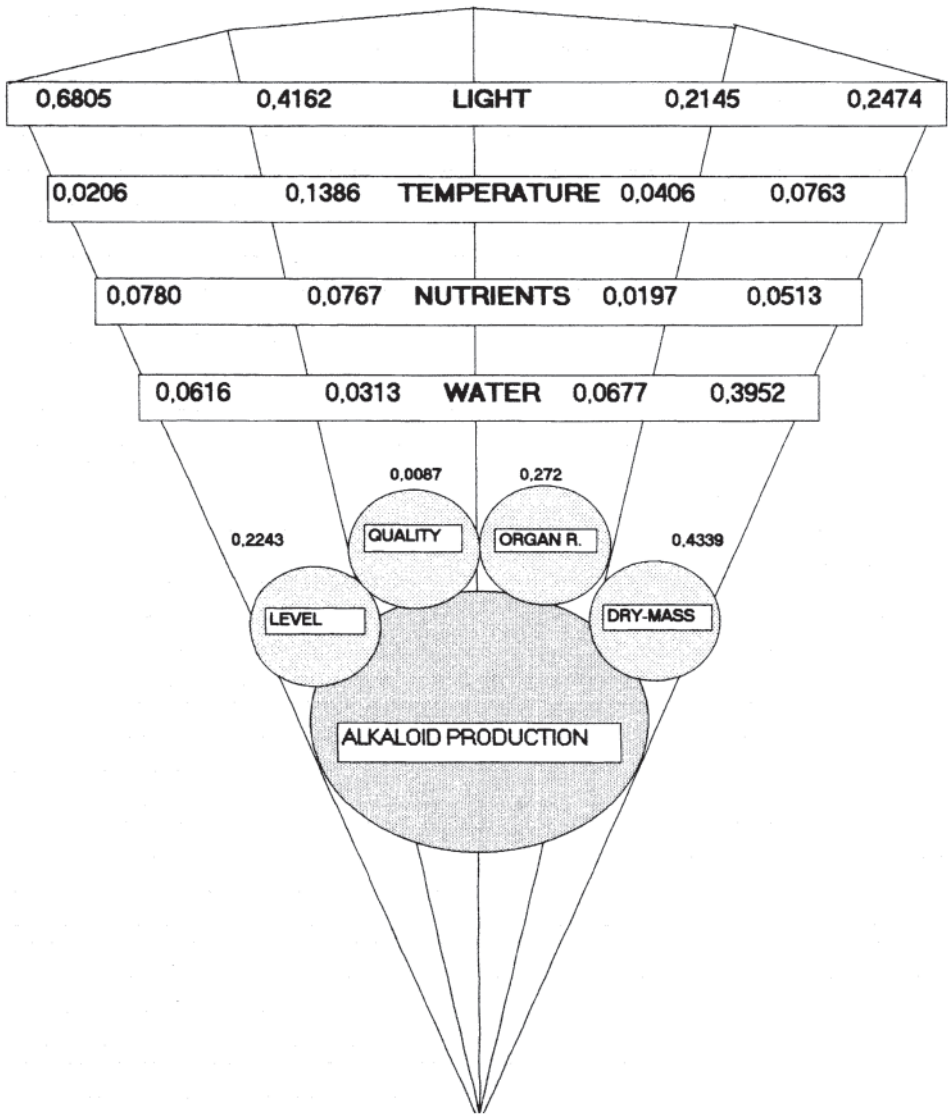 0,6805 0,4162 LIGHT 0,2145 0,2474
0,0206 0,1386 TEMPERATURE 0,0406 0,0763
0,0780 0,0767 NUTRIENTS 0,0197 0,0513
0,0616 0,0313 WATER 0,0677 0,3952
0,0087 0,272
0,2243 QUALITY ORGAN R. 0,4339
LEVEL DRY-MASS
ALKALOID PRODUCTION